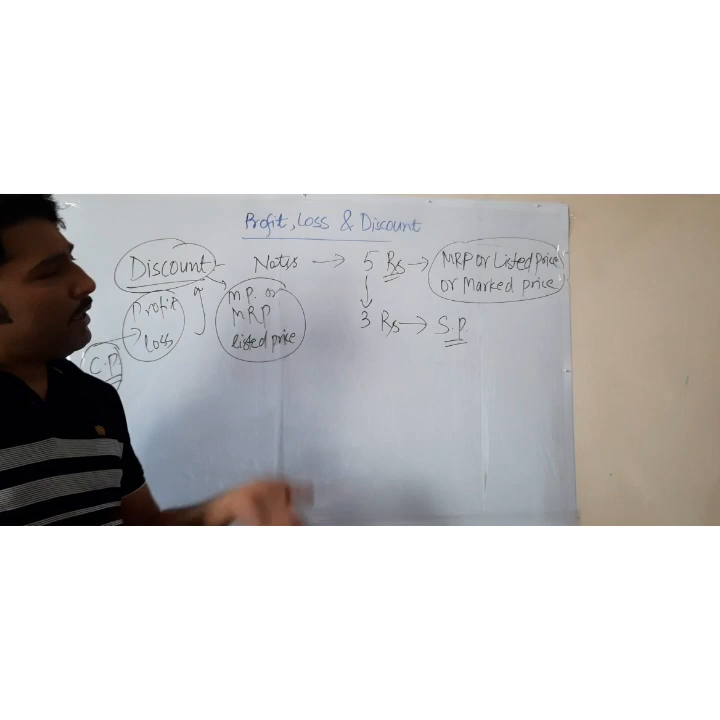 Profit, Loss & Discount
Discount - Notes → 5 Rs → MRP or Listed price
or Marked price
Profit
Loss
M.P. or
MRP
listed price
3 Rs → S.P.
C.P.